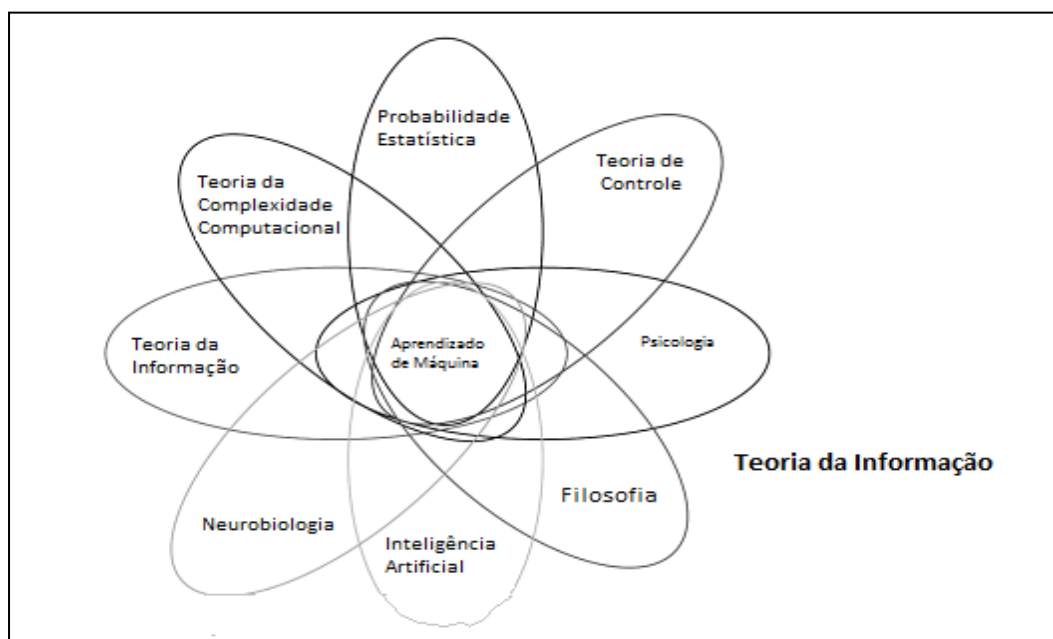 Probabilidade
Estatística
Teoria de
Controle
Teoria da
Complexidade
Computacional
Teoria da
Informação
Aprendizado
de Máquina
Psicologia
Teoria da Informação
Filosofia
Neurobiologia
Inteligência
Artificial